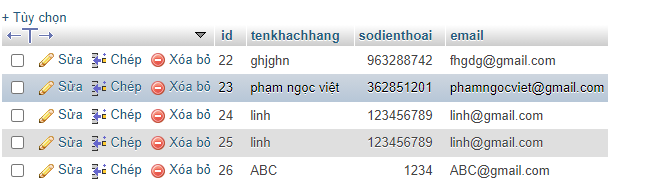 + Tùy chọn
id tenkhachhang sodienthoai email
Sửa Chép Xóa bỏ 22 ghjghn 963288742 fhgdg@gmail.com
Sửa Chép Xóa bỏ 23 phạm ngọc việt 362851201 phamngocviet@gmail.com
Sửa Chép Xóa bỏ 24 linh 123456789 linh@gmail.com
Sửa Chép Xóa bỏ 25 linh 123456789 linh@gmail.com
Sửa Chép Xóa bỏ 26 ABC 1234 ABC@gmail.com